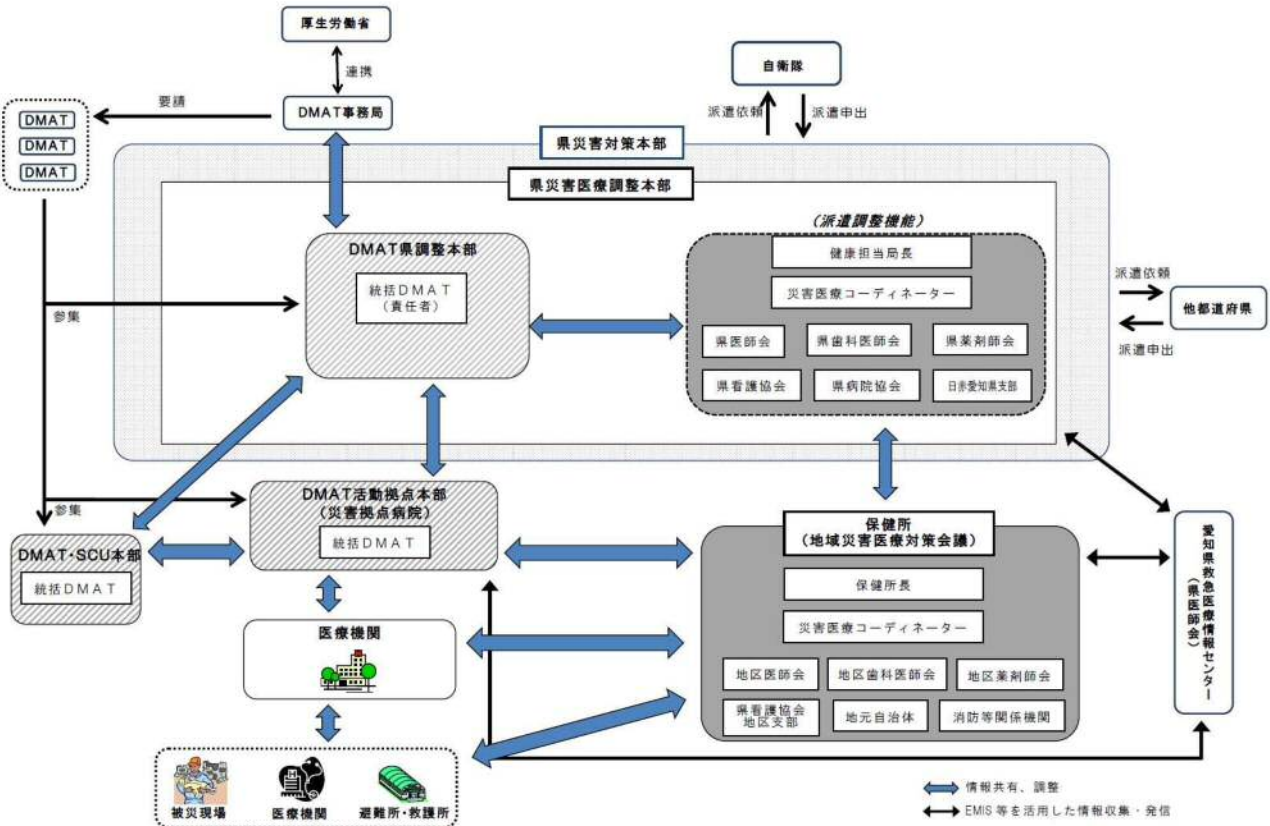 厚生労働省
連携
自衛隊
要請
DMAT事務局
派遣依頼
派遣申出
DMAT
DMAT
DMAT
県災害対策本部
県災害医療調整本部
(派遣調整機能)
DMAT県調整本部
健康担当局長
統括DMAT
(責任者)
災害医療コーディネーター
派遣依頼
他都道府県
派遣申出
参集
県医師会
県歯科医師会
県薬剤師会
県看護協会
県病院協会
日赤愛知県支部
DMAT活動拠点本部
(災害拠点病院)
統括DMAT
参集
DMAT・SCU本部
統括DMAT
保健所
(地域災害医療対策会議)
保健所長
災害医療コーディネーター
地区医師会
地区歯科医師会
地区薬剤師会
県看護協会
地区支部
地元自治体
消防等関係機関
愛知県救急医療情報センター
(県医師会)
医療機関
被災現場
医療機関
避難所・救護所
情報共有、調整
EMIS等を活用した情報収集・発信